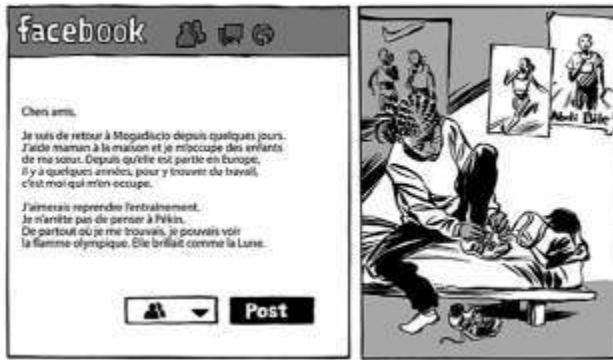 facebook
Chers amis,
Je suis de retour à Mogadiscio depuis quelques jours.
J'aide maman à la maison et je m'occupe des enfants
de ma sœur. Depuis qu'elle est partie en Europe,
il y a quelques années, pour y trouver du travail,
c'est moi qui m'en occupe.
J'aimerais reprendre l'entraînement.
Je n'arrête pas de penser à Pékin.
De partout où je me trouvais, je pouvais voir
la flamme olympique. Elle brillait comme la Lune.
Post
Abdi Bile